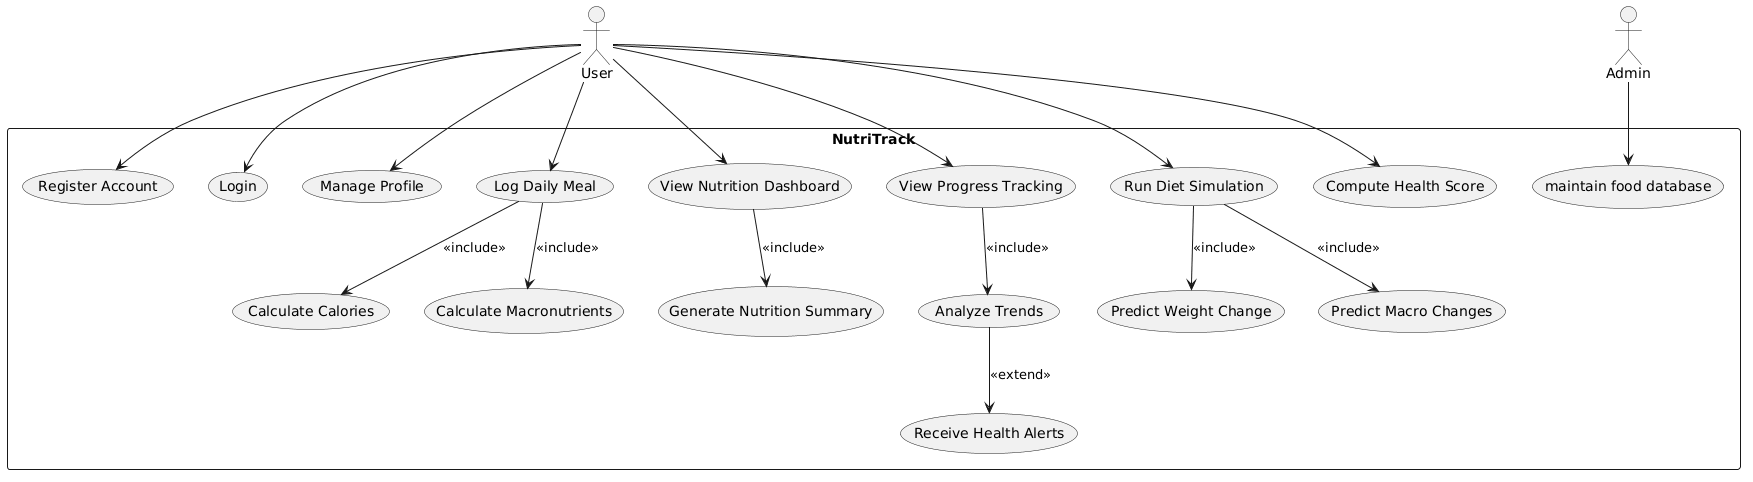 User
Admin
NutriTrack
Register Account
Login
Manage Profile
Log Daily Meal
View Nutrition Dashboard
View Progress Tracking
Run Diet Simulation
Compute Health Score
maintain food database
«include»
«include»
«include»
«include»
«include»
«include»
Calculate Calories
Calculate Macronutrients
Generate Nutrition Summary
Analyze Trends
Predict Weight Change
Predict Macro Changes
«extend»
Receive Health Alerts